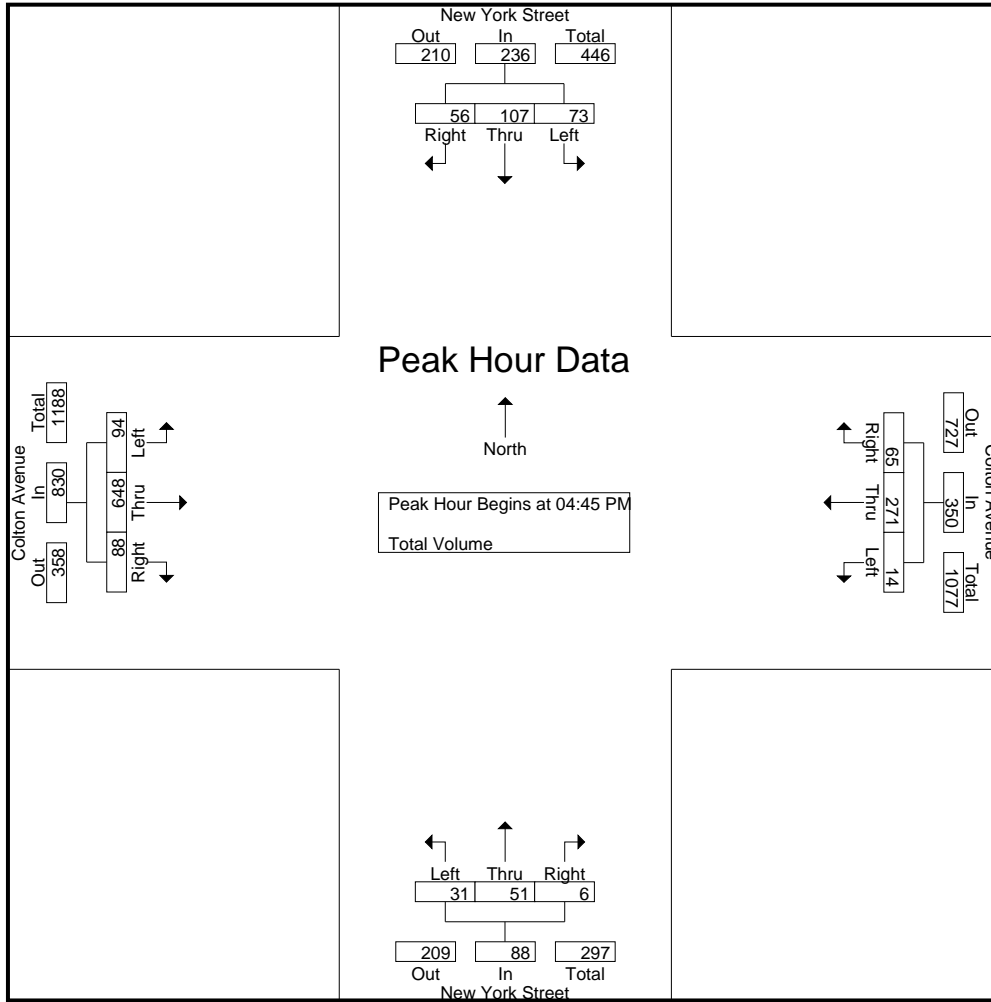 New York Street
Out In Total
210 236 446
56 107 73
Right Thru Left
Peak Hour Data
North
Peak Hour Begins at 04:45 PM
Total Volume
Colton Avenue
Total In Out
1188 830 358
94 648 88
Left Thru Right
Colton Avenue
Out In Total
727 350 1077
65 271 14
Right Thru Left
Left Thru Right
31 51 6
209 88 297
Out In Total
New York Street